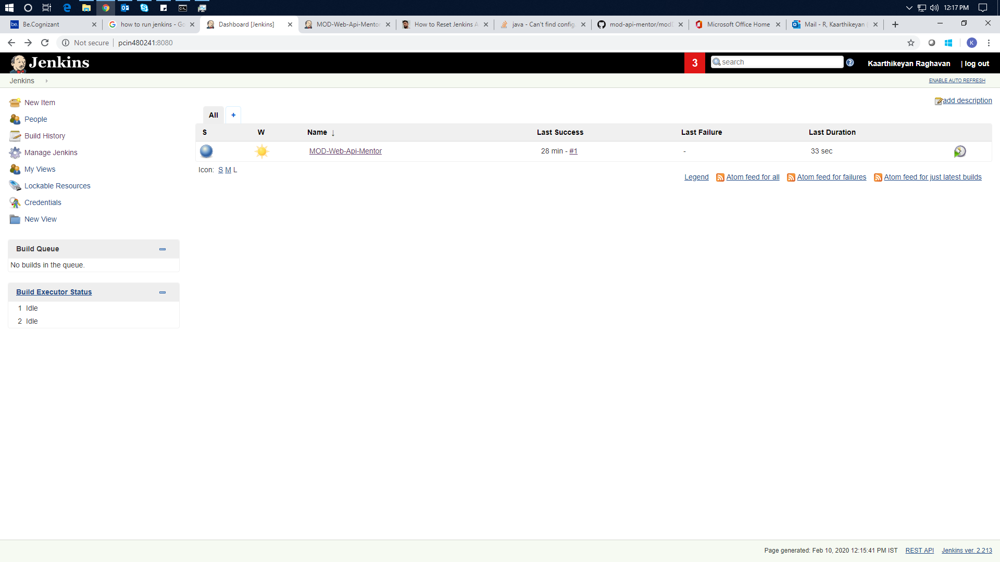 12:17 PM
Be.Cognizant
how to run jenkins - Go
Dashboard [Jenkins]
MOD-Web-Api-Mentor
How to Reset Jenkins A
java - Can't find config
mod-api-mentor/mod
Microsoft Office Home
Mail - R, Kaarthikeyan
Not secure
pcin480241:8080
K
Jenkins
3
search
Kaarthikeyan Raghavan
| log out
Jenkins
ENABLE AUTO REFRESH
New Item
People
Build History
Manage Jenkins
My Views
Lockable Resources
Credentials
New View
Build Queue
No builds in the queue.
Build Executor Status
1 Idle
2 Idle
add description
All
+
S W Name ↓ Last Success Last Failure Last Duration
MOD-Web-Api-Mentor 28 min - #1 - 33 sec
Icon: S M L
Legend Atom feed for all Atom feed for failures Atom feed for just latest builds
Page generated: Feb 10, 2020 12:15:41 PM IST REST API Jenkins ver. 2.213